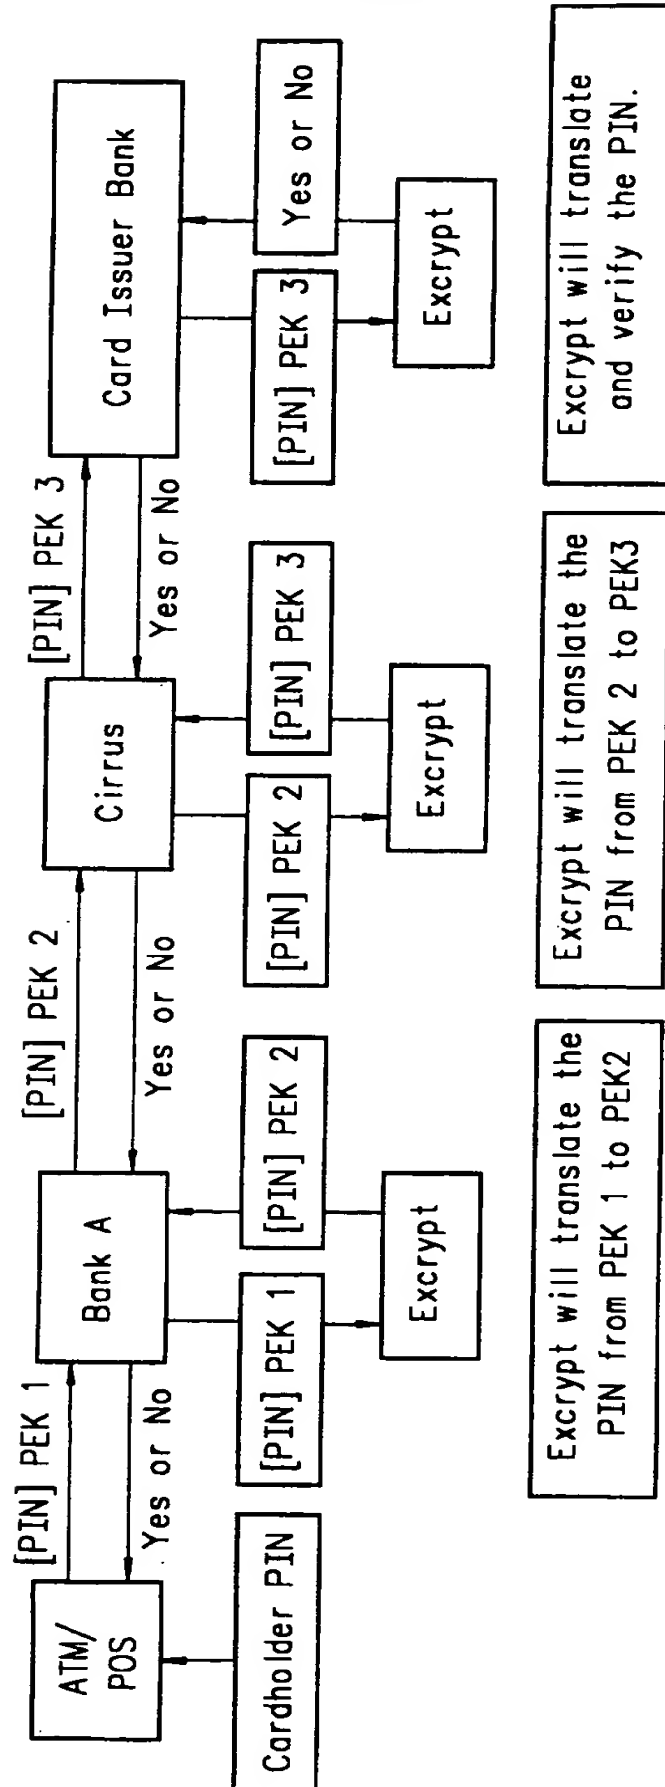 [PIN] PEK 1
[PIN] PEK 2
[PIN] PEK 3
ATM/
POS
Bank A
Cirrus
Card Issuer Bank
Yes or No
Yes or No
Yes or No
Cardholder PIN
[PIN] PEK 1
[PIN] PEK 2
[PIN] PEK 2
[PIN] PEK 3
[PIN] PEK 3
Yes or No
Excrypt
Excrypt
Excrypt
Excrypt will translate the
PIN from PEK 1 to PEK2
Excrypt will translate the
PIN from PEK 2 to PEK3
Excrypt will translate
and verify the PIN.